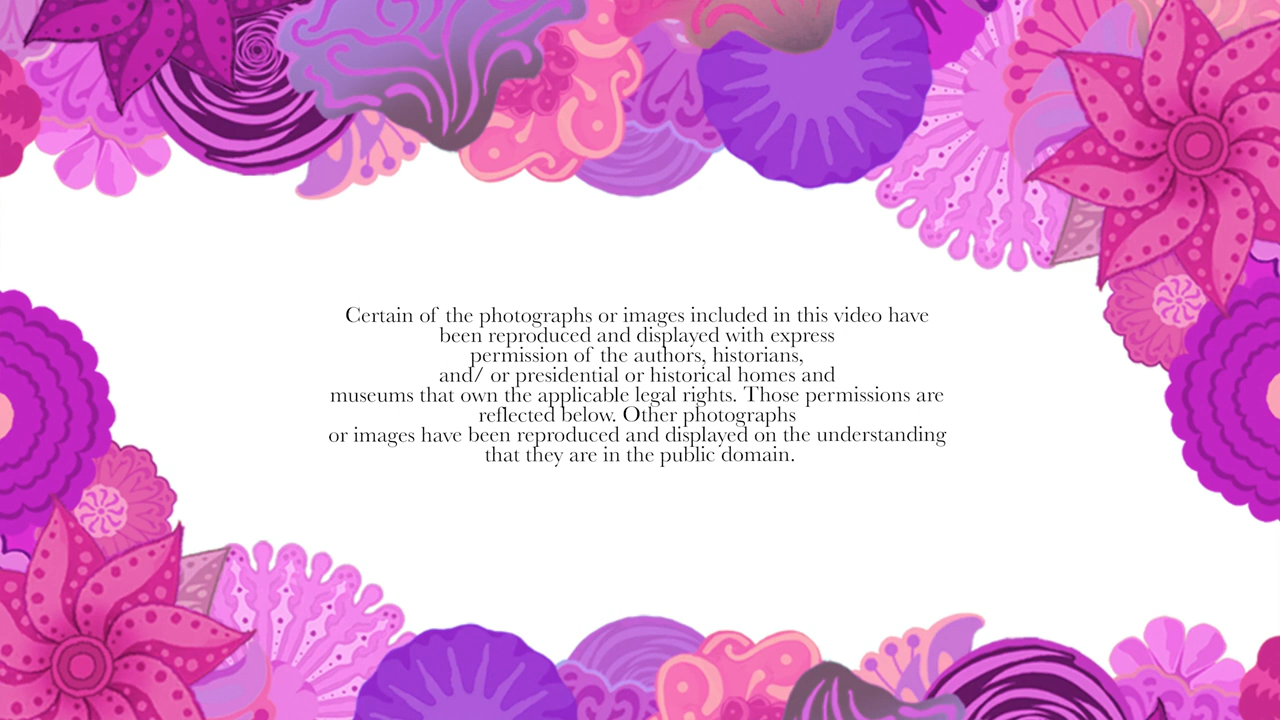 Certain of the photographs or images included in this video have
been reproduced and displayed with express
permission of the authors, historians,
and/ or presidential or historical homes and
museums that own the applicable legal rights. Those permissions are
reflected below. Other photographs
or images have been reproduced and displayed on the understanding
that they are in the public domain.